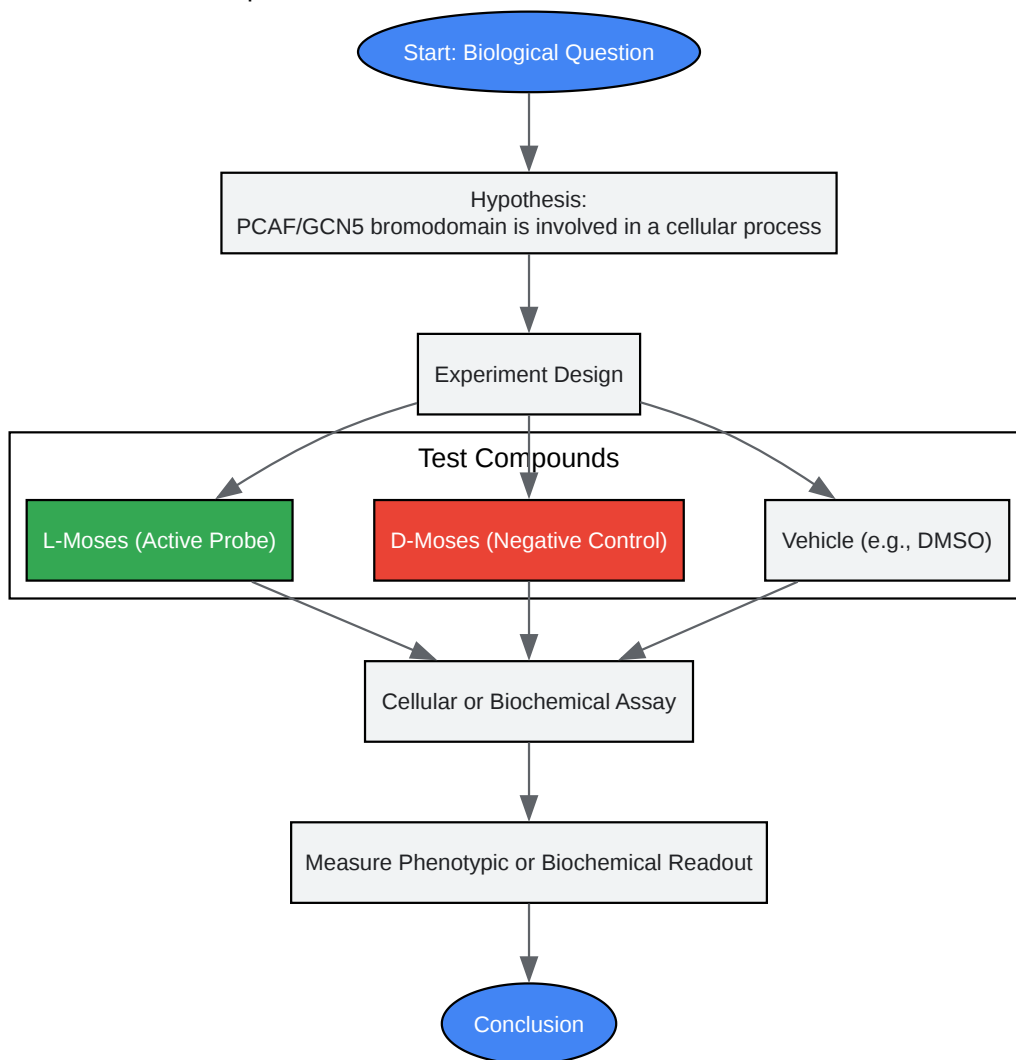 Start: Biological Question
Hypothesis:
PCAF/GCN5 bromodomain is involved in a cellular process
Experiment Design
Test Compounds
L-Moses (Active Probe)
D-Moses (Negative Control)
Vehicle (e.g., DMSO)
Cellular or Biochemical Assay
Measure Phenotypic or Biochemical Readout
Conclusion